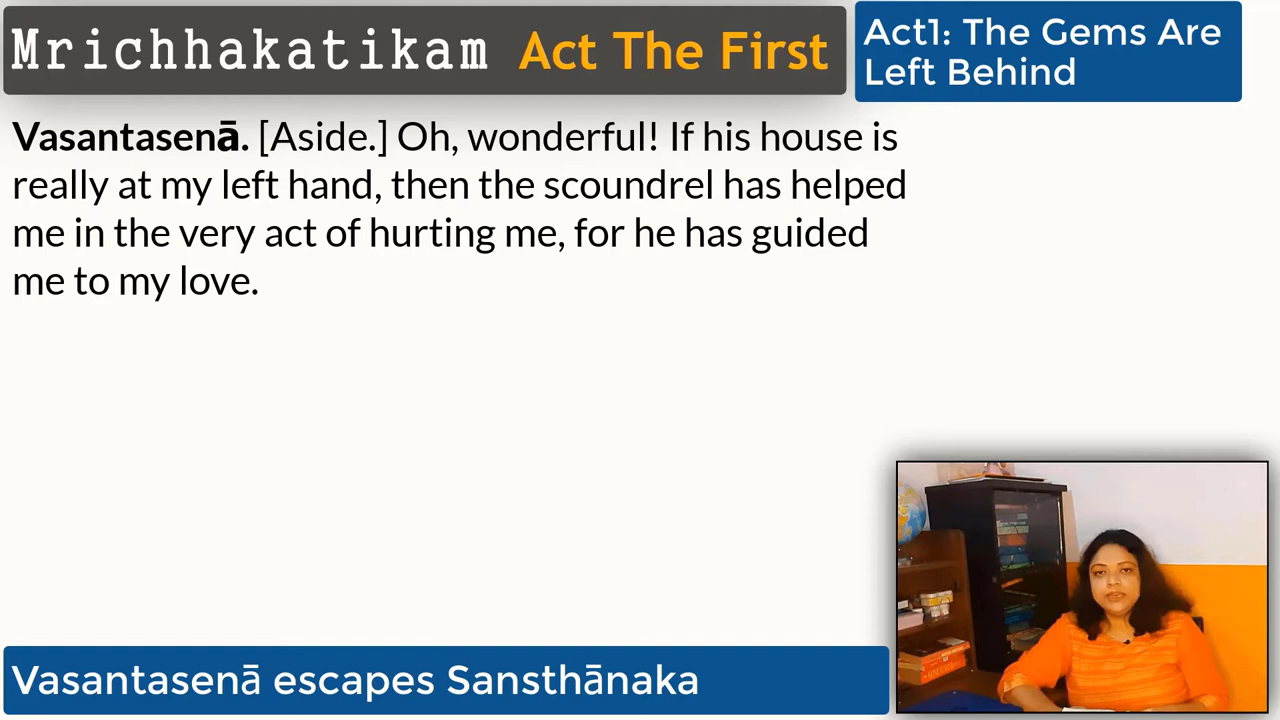 Mrichhakatikam Act The First
Act1: The Gems Are
Left Behind
Vasantasenā. [Aside.] Oh, wonderful! If his house is
really at my left hand, then the scoundrel has helped
me in the very act of hurting me, for he has guided
me to my love.
Vasantasenā escapes Sansthānaka